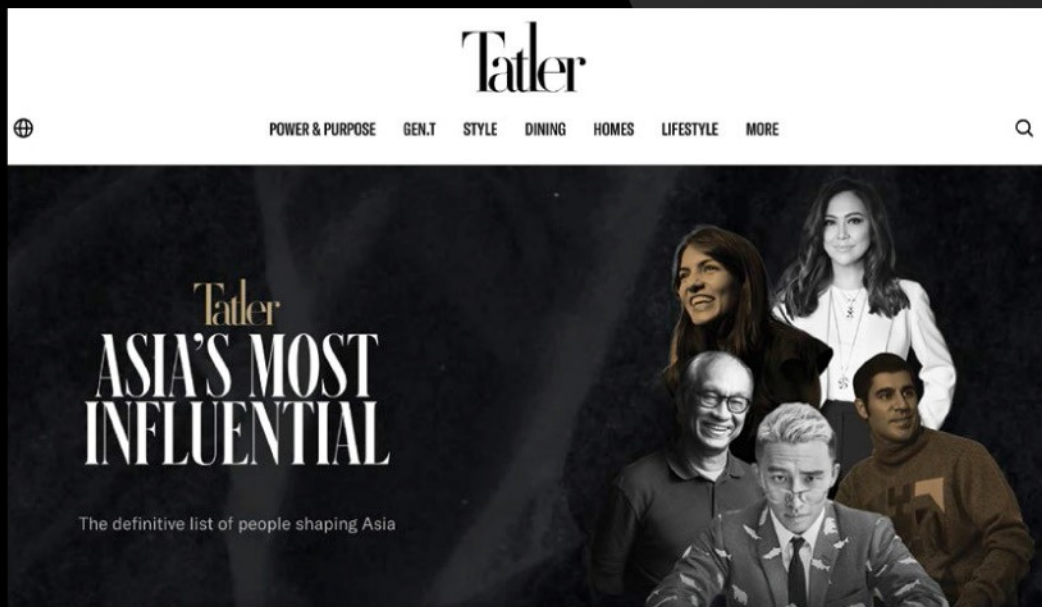 Tatler
POWER & PURPOSE GEN.T STYLE DINING HOMES LIFESTYLE MORE
Tatler
ASIA'S MOST
INFLUENTIAL
The definitive list of people shaping Asia